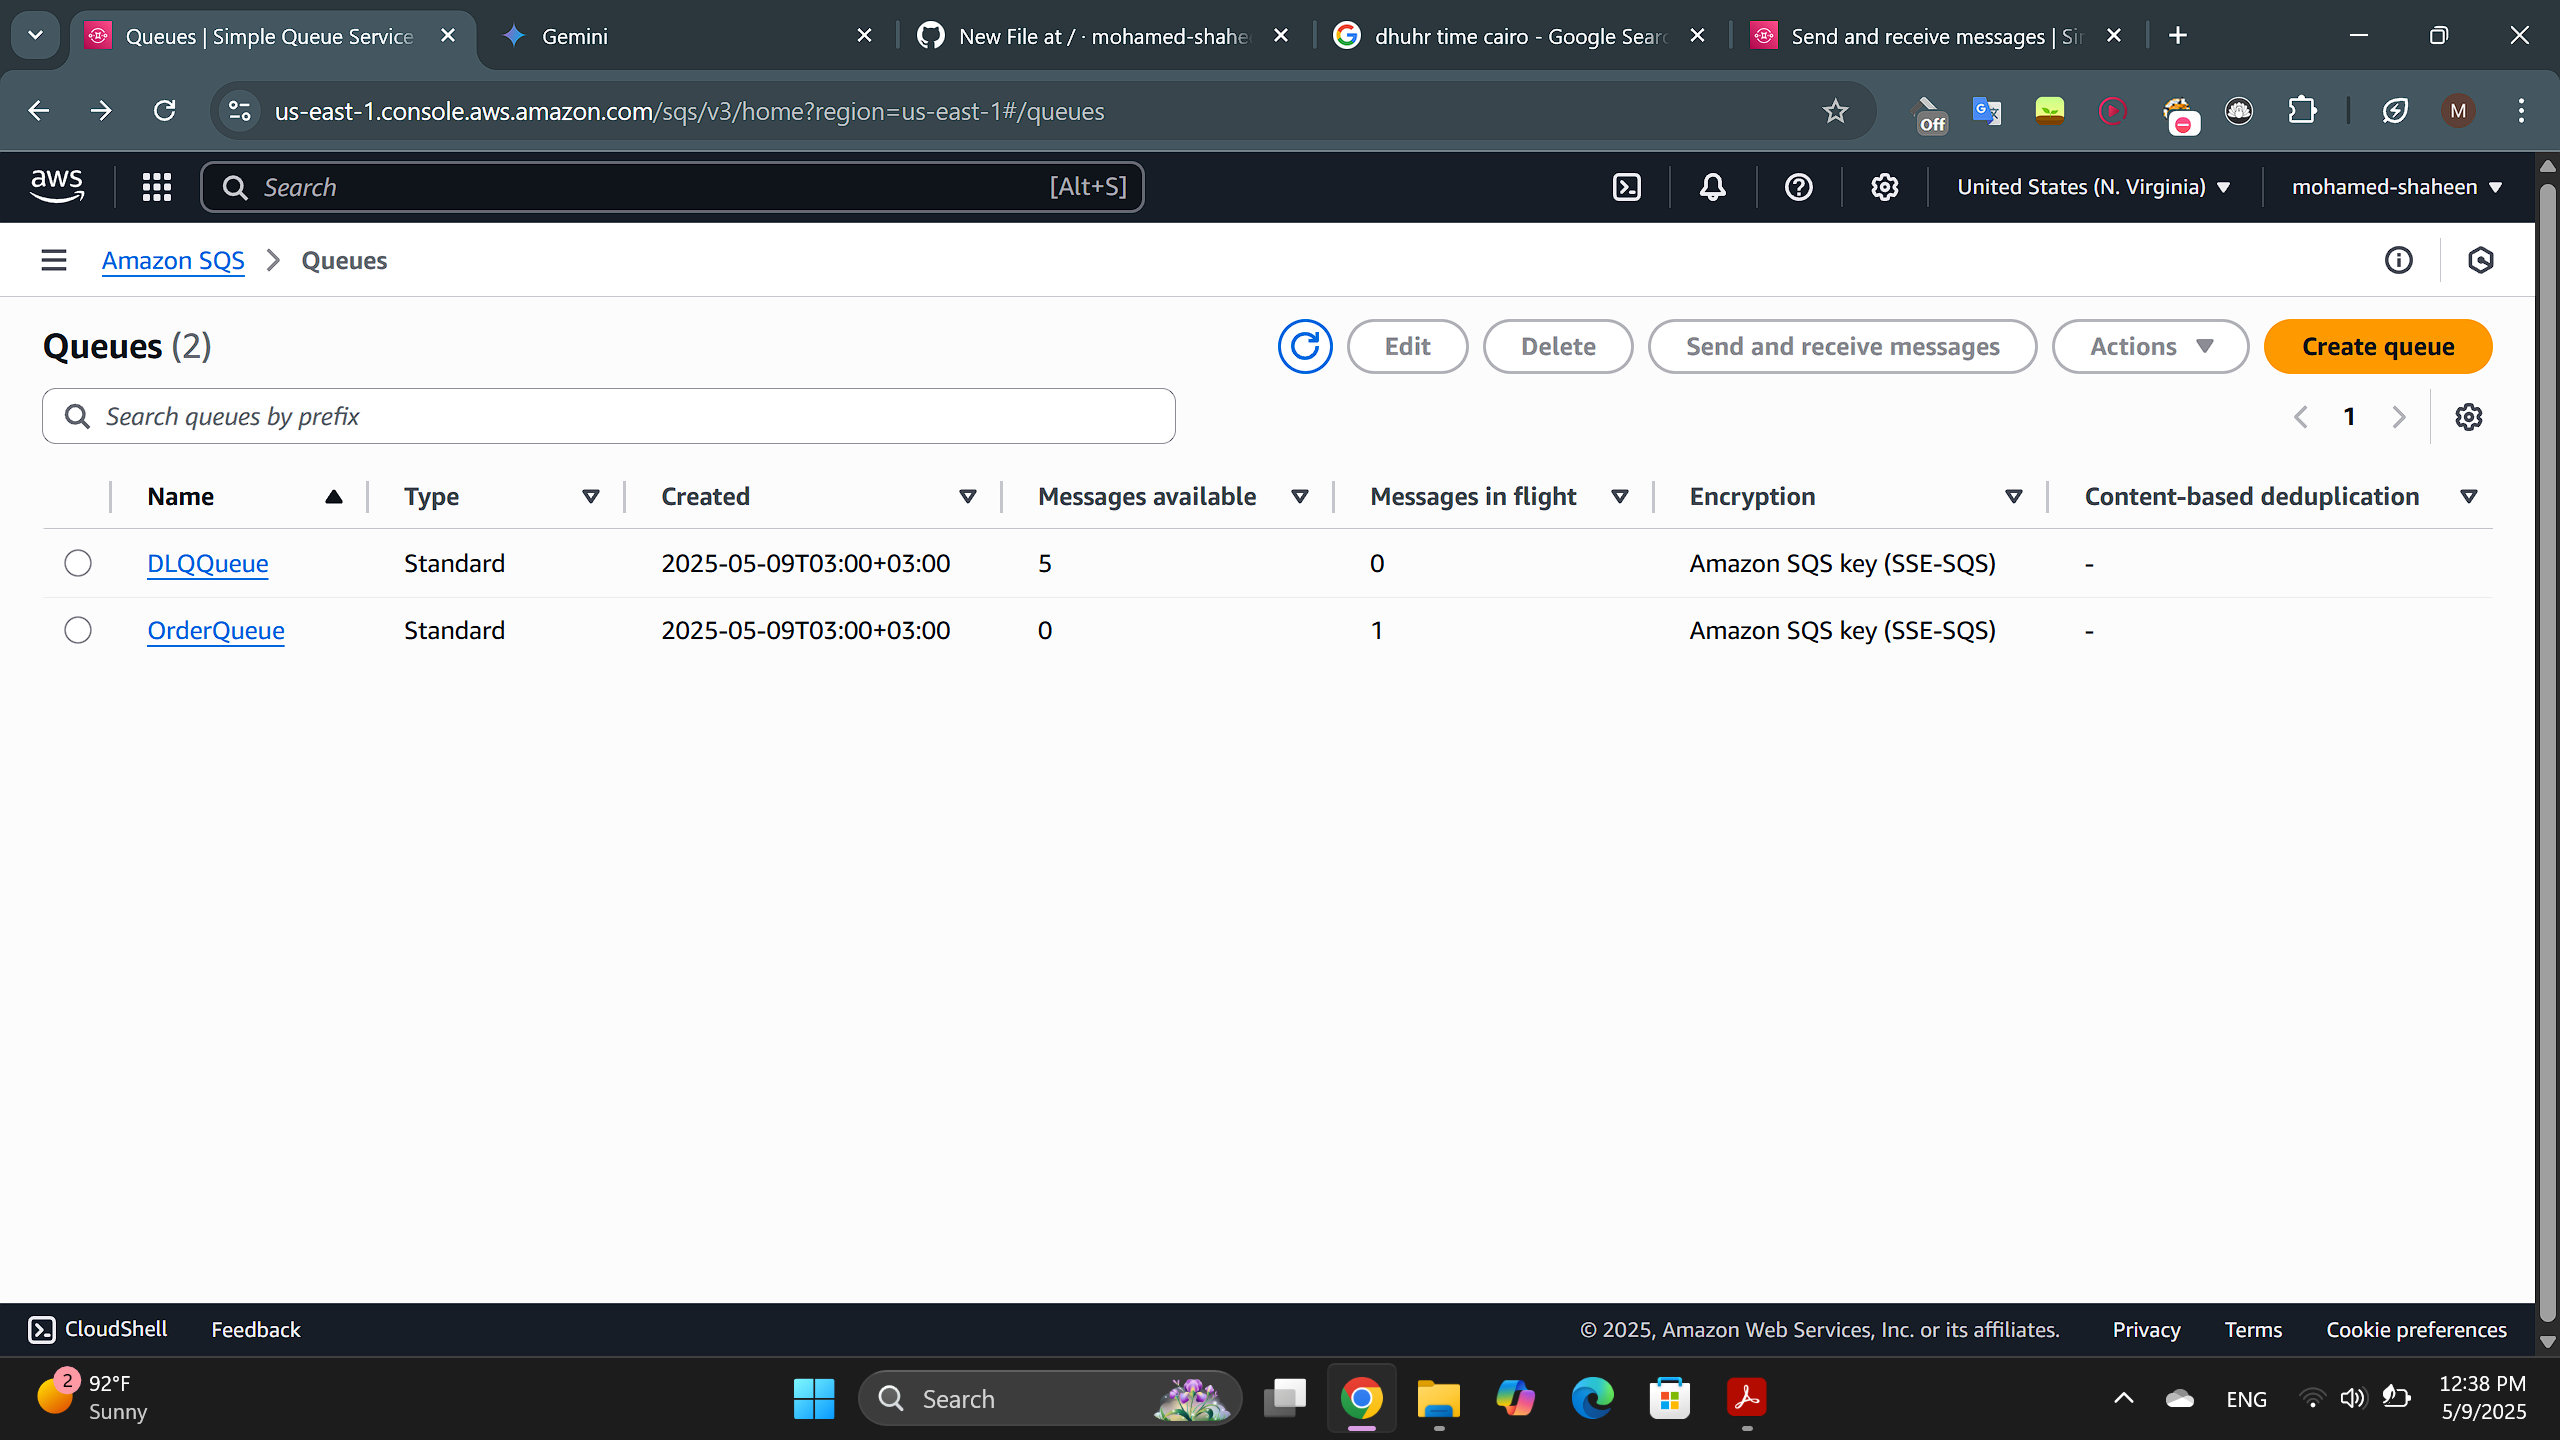 Queues | Simple Queue Service
Gemini
New File at / · mohamed-shahe
dhuhr time cairo - Google Searc
Send and receive messages | Sir
us-east-1.console.aws.amazon.com/sqs/v3/home?region=us-east-1#/queues
Off
M
aws
Search
[Alt+S]
United States (N. Virginia)
mohamed-shaheen
Amazon SQS
Queues
Queues (2)
Edit
Delete
Send and receive messages
Actions
Create queue
Search queues by prefix
1
Name Type Created Messages available Messages in flight Encryption Content-based deduplication
DLQQueue Standard 2025-05-09T03:00+03:00 5 0 Amazon SQS key (SSE-SQS) -
OrderQueue Standard 2025-05-09T03:00+03:00 0 1 Amazon SQS key (SSE-SQS) -
CloudShell Feedback © 2025, Amazon Web Services, Inc. or its affiliates. Privacy Terms Cookie preferences
2
92°F
Sunny
Search
ENG
12:38 PM
5/9/2025